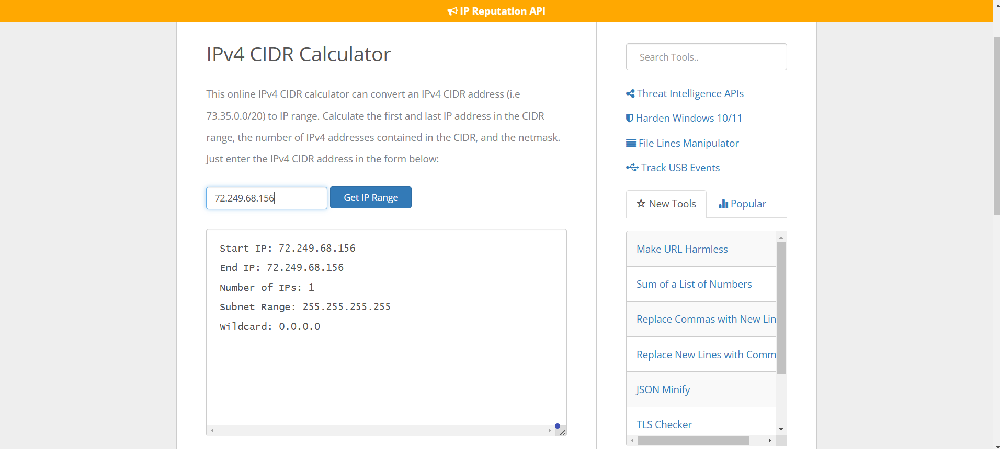 IP Reputation API
IPv4 CIDR Calculator
This online IPv4 CIDR calculator can convert an IPv4 CIDR address (i.e
73.35.0.0/20) to IP range. Calculate the first and last IP address in the CIDR
range, the number of IPv4 addresses contained in the CIDR, and the netmask.
Just enter the IPv4 CIDR address in the form below:
72.249.68.156
Get IP Range
Start IP: 72.249.68.156
End IP: 72.249.68.156
Number of IPs: 1
Subnet Range: 255.255.255.255
Wildcard: 0.0.0.0
Search Tools..
Threat Intelligence APIs
Harden Windows 10/11
File Lines Manipulator
Track USB Events
New Tools
Popular
Make URL Harmless
Sum of a List of Numbers
Replace Commas with New Lin
Replace New Lines with Comm
JSON Minify
TLS Checker